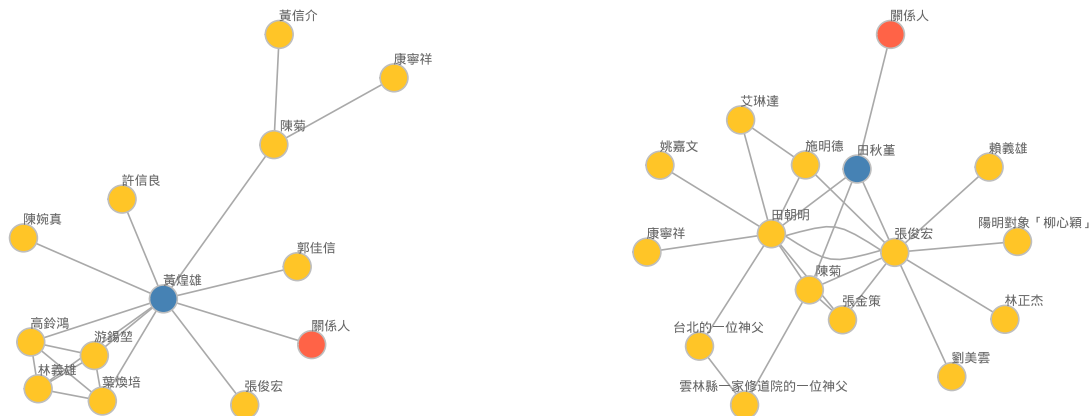 黃信介
康寧祥
陳菊
許信良
陳婉真
郭佳信
黃煌雄
高鈴鴻
游錫堃
關係人
林義雄
葉煥培
張俊宏
關係人
艾琳達
姚嘉文
施明德
田秋堇
賴義雄
田朝明
康寧祥
張俊宏
陽明對象「柳心穎」
陳菊
張金策
林正杰
台北的一位神父
劉美雲
雲林縣一家修道院的一位神父